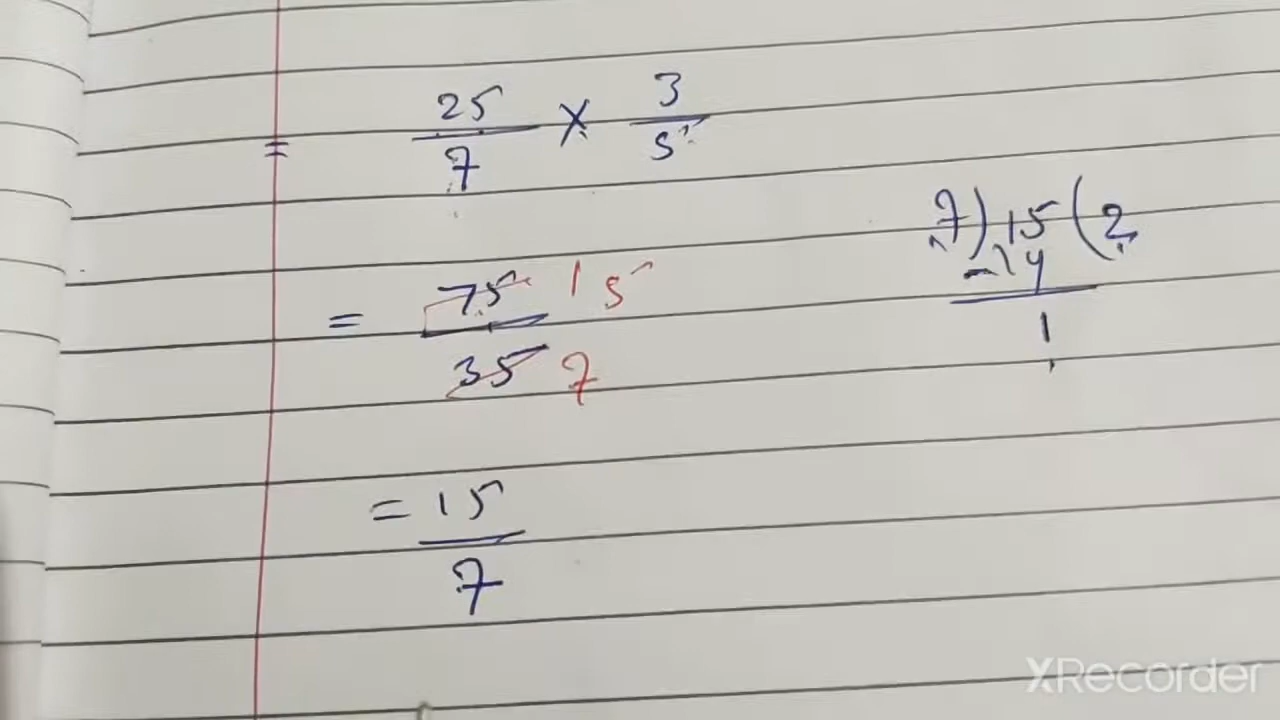 = 25/7 × 3/5
= 75/35 15 7
= 15/7
7)15(2
-14
1
XRecorder